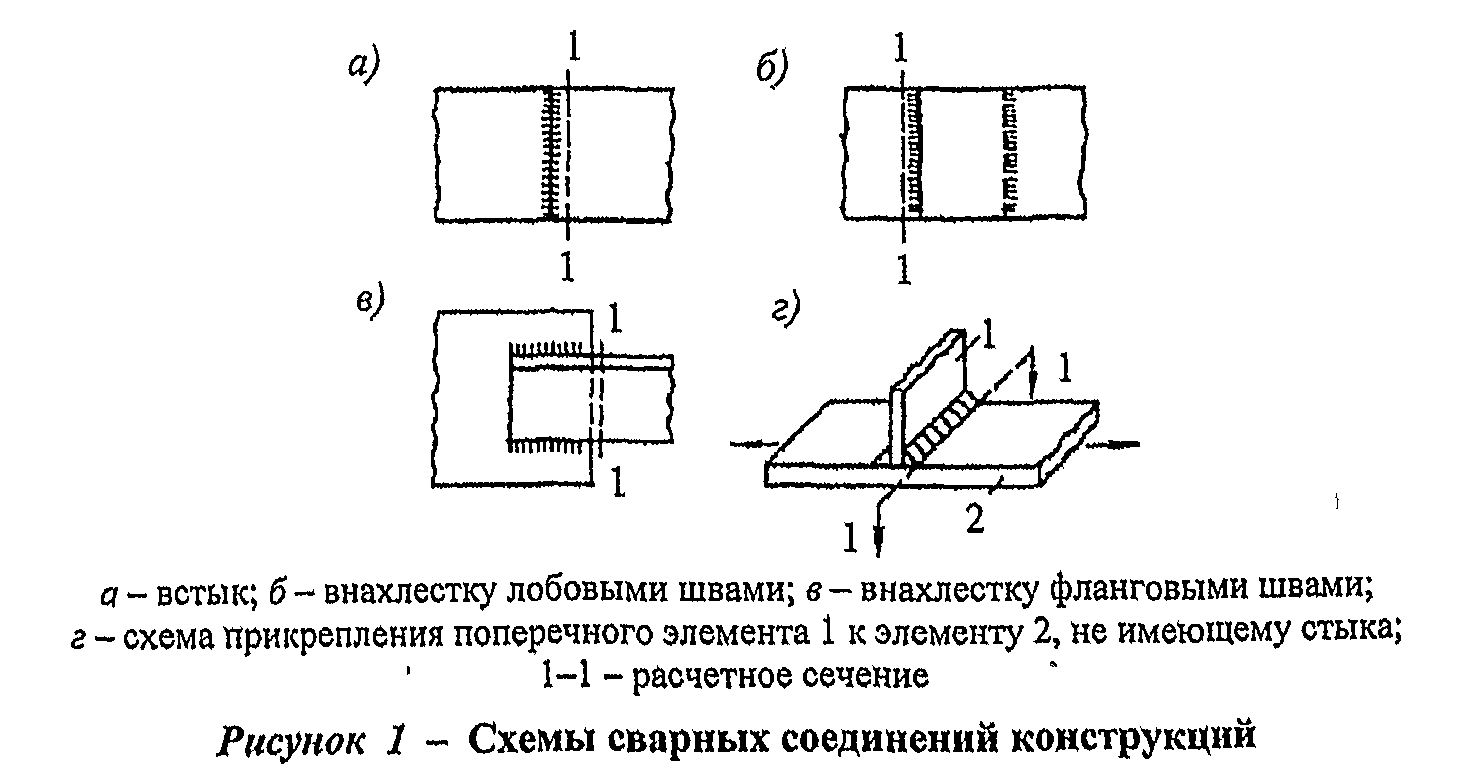 а)
1
1
б)
1
1
в)
1
1
г)
1
1
1
2
а – встык; б – внахлестку лобовыми швами; в – внахлестку фланговыми швами;
г – схема прикрепления поперечного элемента 1 к элементу 2, не имеющему стыка;
1–1 – расчетное сечение
Рисунок 1 – Схемы сварных соединений конструкций